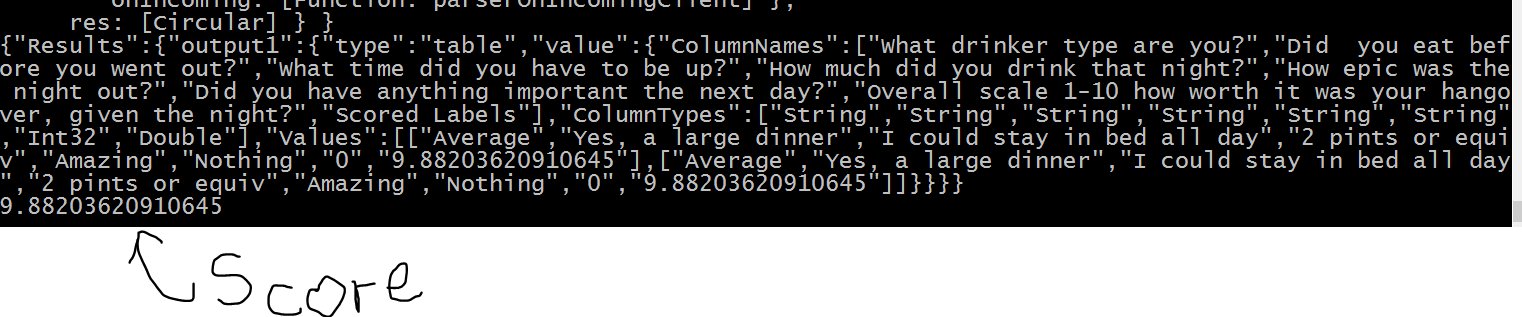 onIncoming: [Function: parserOnIncomingClient] },
res: [Circular] } }
{"Results":{"output1":{"type":"table","value":{"ColumnNames":["What drinker type are you?","Did  you eat bef
ore you went out?","What time did you have to be up?","How much did you drink that night?","How epic was the
 night out?","Did you have anything important the next day?","Overall scale 1-10 how worth it was your hango
ver, given the night?","Scored Labels"],"ColumnTypes":["String","String","String","String","String","String"
,"Int32","Double"],"Values":[["Average","Yes, a large dinner","I could stay in bed all day","2 pints or equi
v","Amazing","Nothing","0","9.88203620910645"],["Average","Yes, a large dinner","I could stay in bed all day
","2 pints or equiv","Amazing","Nothing","0","9.88203620910645"]]}}}}
9.88203620910645
Score